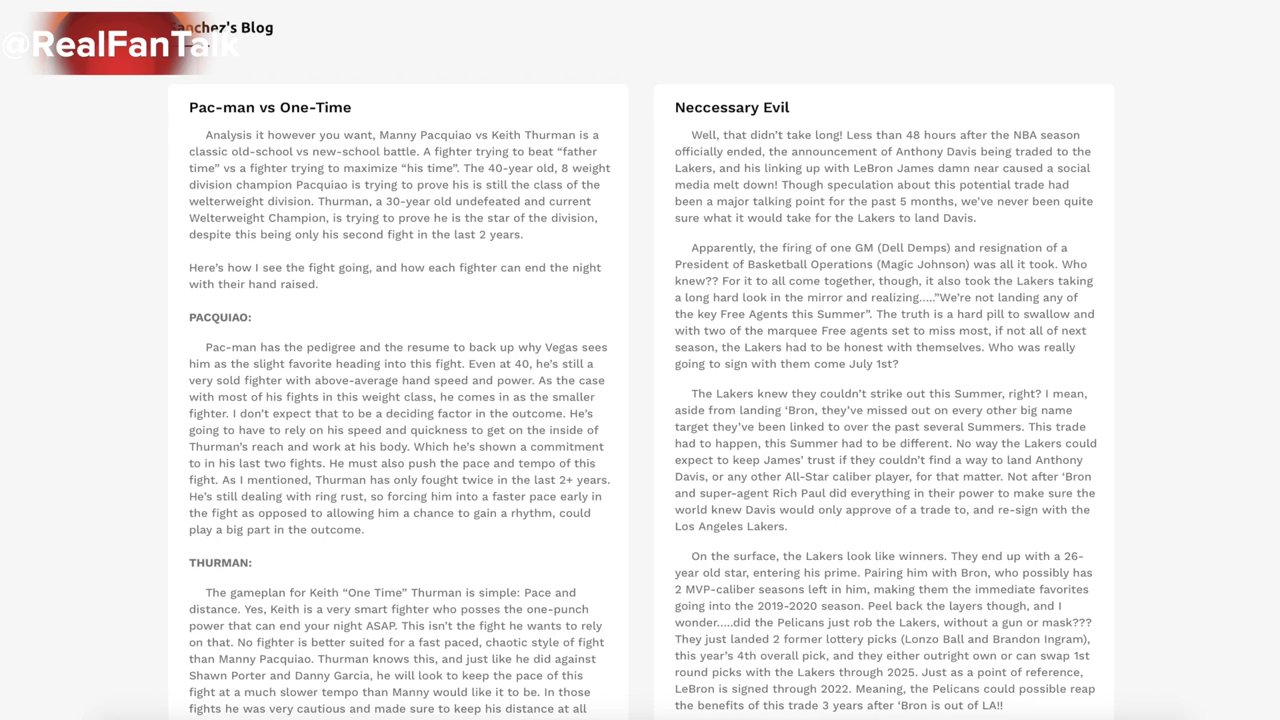 Sanchez's Blog
@RealFanTalk
Pac-man vs One-Time
Analysis it however you want, Manny Pacquiao vs Keith Thurman is a
classic old-school vs new-school battle. A fighter trying to beat “father
time” vs a fighter trying to maximize “his time”. The 40-year old, 8 weight
division champion Pacquiao is trying to prove his is still the class of the
welterweight division. Thurman, a 30-year old undefeated and current
Welterweight Champion, is trying to prove he is the star of the division,
despite this being only his second fight in the last 2 years.
Here’s how I see the fight going, and how each fighter can end the night
with their hand raised.
PACQUIAO:
Pac-man has the pedigree and the resume to back up why Vegas sees
him as the slight favorite heading into this fight. Even at 40, he’s still a
very sold fighter with above-average hand speed and power. As the case
with most of his fights in this weight class, he comes in as the smaller
fighter. I don’t expect that to be a deciding factor in the outcome. He’s
going to have to rely on his speed and quickness to get on the inside of
Thurman’s reach and work at his body. Which he’s shown a commitment
to in his last two fights. He must also push the pace and tempo of this
fight. As I mentioned, Thurman has only fought twice in the last 2+ years.
He’s still dealing with ring rust, so forcing him into a faster pace early in
the fight as opposed to allowing him a chance to gain a rhythm, could
play a big part in the outcome.
THURMAN:
The gameplan for Keith “One Time” Thurman is simple: Pace and
distance. Yes, Keith is a very smart fighter who posses the one-punch
power that can end your night ASAP. This isn’t the fight he wants to rely
on that. No fighter is better suited for a fast paced, chaotic style of fight
than Manny Pacquiao. Thurman knows this, and just like he did against
Shawn Porter and Danny Garcia, he will look to keep the pace of this
fight at a much slower tempo than Manny would like it to be. In those
fights he was very cautious and made sure to keep his distance at all
Neccessary Evil
Well, that didn’t take long! Less than 48 hours after the NBA season
officially ended, the announcement of Anthony Davis being traded to the
Lakers, and his linking up with LeBron James damn near caused a social
media melt down! Though speculation about this potential trade had
been a major talking point for the past 5 months, we’ve never been quite
sure what it would take for the Lakers to land Davis.
Apparently, the firing of one GM (Dell Demps) and resignation of a
President of Basketball Operations (Magic Johnson) was all it took. Who
knew?? For it to all come together, though, it also took the Lakers taking
a long hard look in the mirror and realizing…..”We’re not landing any of
the key Free Agents this Summer”. The truth is a hard pill to swallow and
with two of the marquee Free agents set to miss most, if not all of next
season, the Lakers had to be honest with themselves. Who was really
going to sign with them come July 1st?
The Lakers knew they couldn’t strike out this Summer, right? I mean,
aside from landing ‘Bron, they’ve missed out on every other big name
target they’ve been linked to over the past several Summers. This trade
had to happen, this Summer had to be different. No way the Lakers could
expect to keep James’ trust if they couldn’t find a way to land Anthony
Davis, or any other All-Star caliber player, for that matter. Not after ‘Bron
and super-agent Rich Paul did everything in their power to make sure the
world knew Davis would only approve of a trade to, and re-sign with the
Los Angeles Lakers.
On the surface, the Lakers look like winners. They end up with a 26-
year old star, entering his prime. Pairing him with Bron, who possibly has
2 MVP-caliber seasons left in him, making them the immediate favorites
going into the 2019-2020 season. Peel back the layers though, and I
wonder…..did the Pelicans just rob the Lakers, without a gun or mask???
They just landed 2 former lottery picks (Lonzo Ball and Brandon Ingram),
this year’s 4th overall pick, and they either outright own or can swap 1st
round picks with the Lakers through 2025. Just as a point of reference,
LeBron is signed through 2022. Meaning, the Pelicans could possible reap
the benefits of this trade 3 years after ‘Bron is out of LA!!